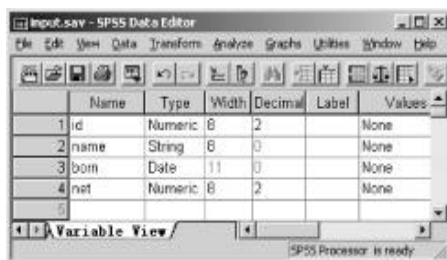 input.sav - SPSS Data Editor
File Edit View Data Transform Analyze Graphs Utilities Window Help
Name Type Width Decimal Label Values
1 id Numeric 8 2 None
2 name String 8 0 None
3 born Date 11 0 None
4 net Numeric 8 2 None
5
Variable View
SPSS Processor is ready